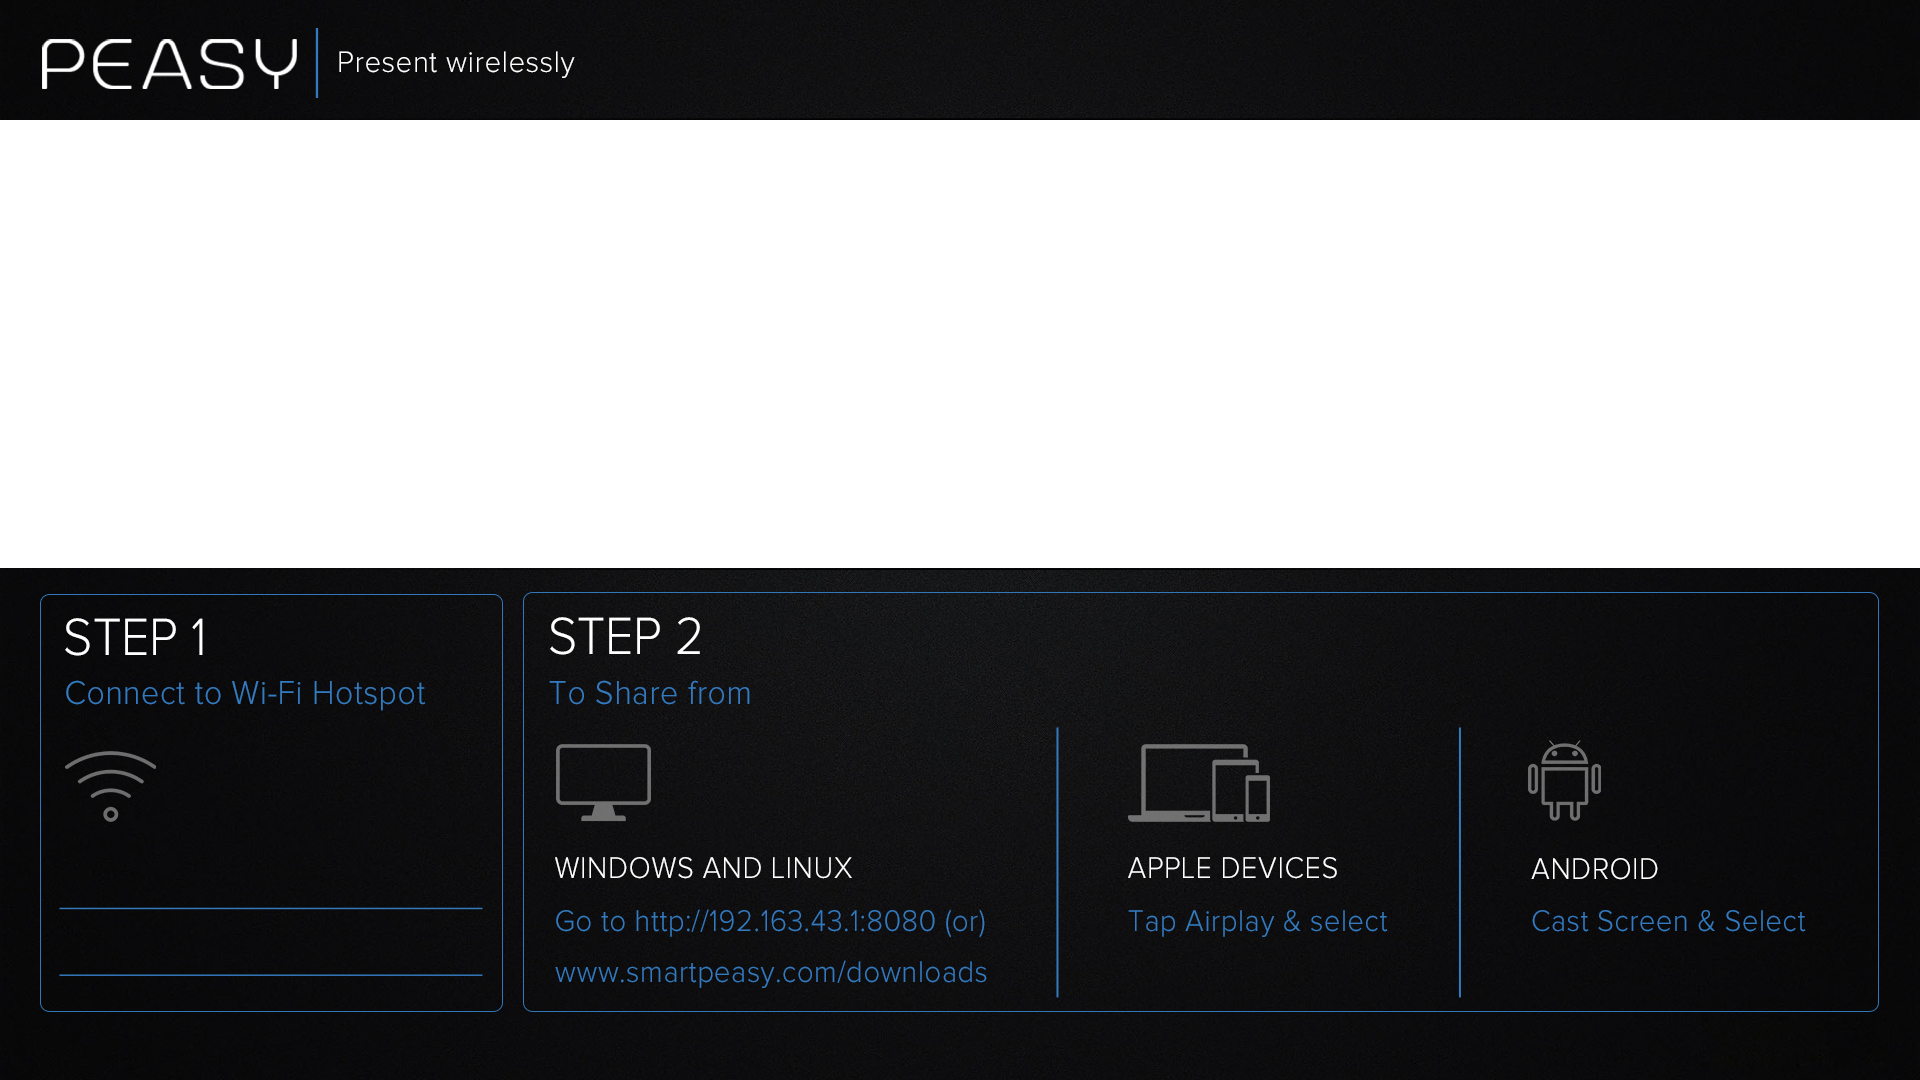 PEASY
Present wirelessly
STEP 1
Connect to Wi-Fi Hotspot
STEP 2
To Share from
WINDOWS AND LINUX
Go to http://192.163.43.1:8080 (or)
www.smartpeasy.com/downloads
APPLE DEVICES
Tap Airplay & select
ANDROID
Cast Screen & Select